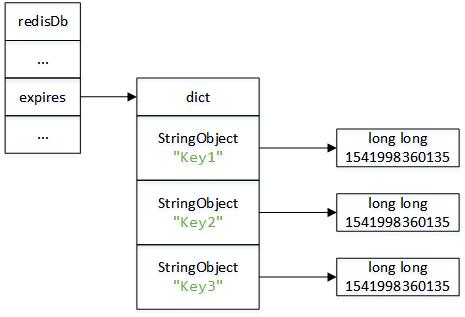 redisDb
...
expires
...
dict
StringObject
"Key1"
long long
1541998360135
StringObject
"Key2"
long long
1541998360135
StringObject
"Key3"
long long
1541998360135